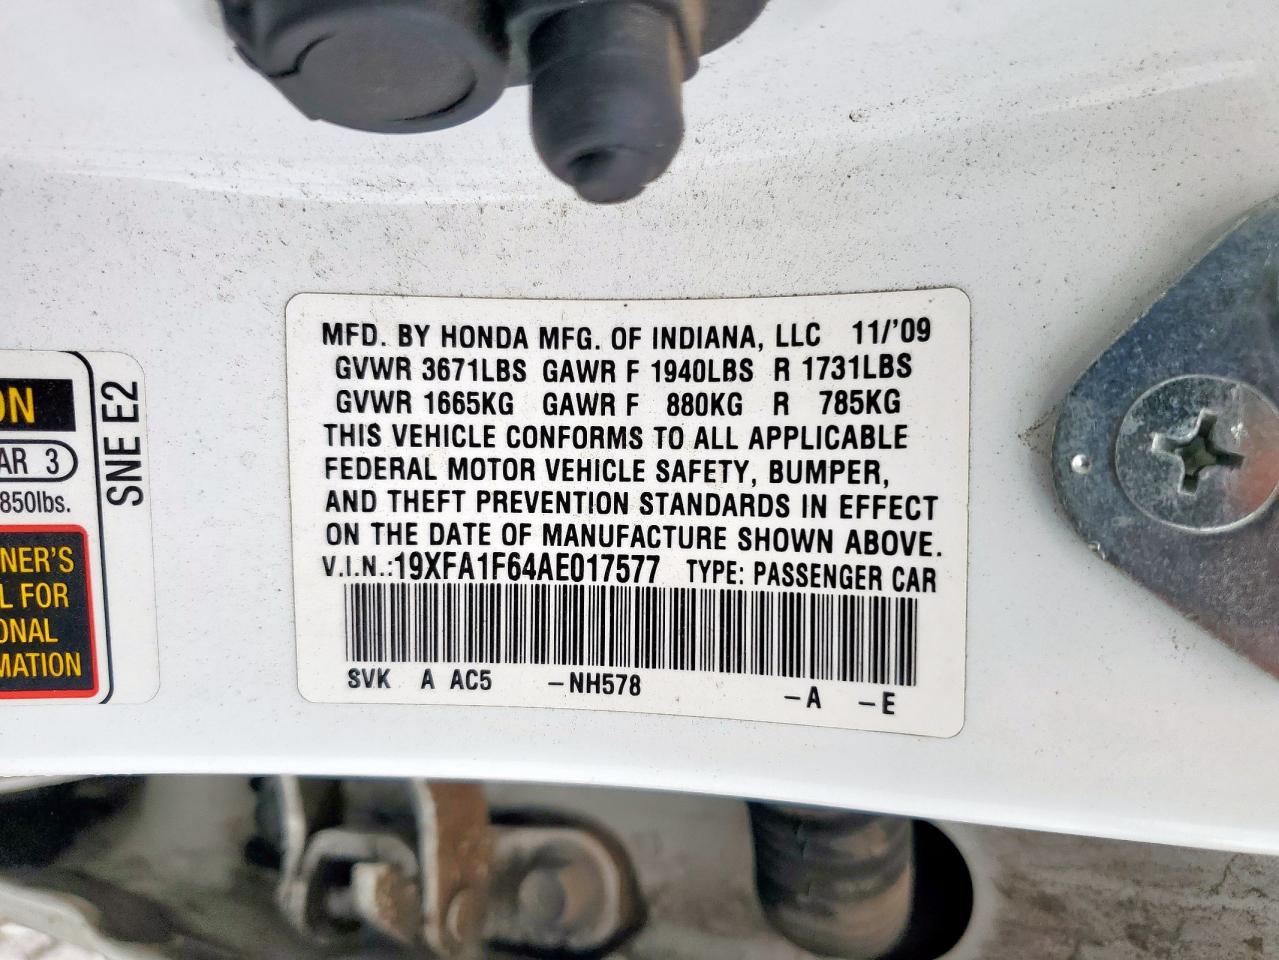 MFD. BY HONDA MFG. OF INDIANA, LLC 11/'09
GVWR 3671LBS GAWR F 1940LBS R 1731LBS
GVWR 1665KG GAWR F 880KG R 785KG
THIS VEHICLE CONFORMS TO ALL APPLICABLE
FEDERAL MOTOR VEHICLE SAFETY, BUMPER,
AND THEFT PREVENTION STANDARDS IN EFFECT
ON THE DATE OF MANUFACTURE SHOWN ABOVE.
V.I.N.:19XFA1F64AE017577 TYPE: PASSENGER CAR
SVK A AC5 -NH578 -A -E
ON
AR 3
850lbs.
NER'S
L FOR
ONAL
MATION
SNE E2